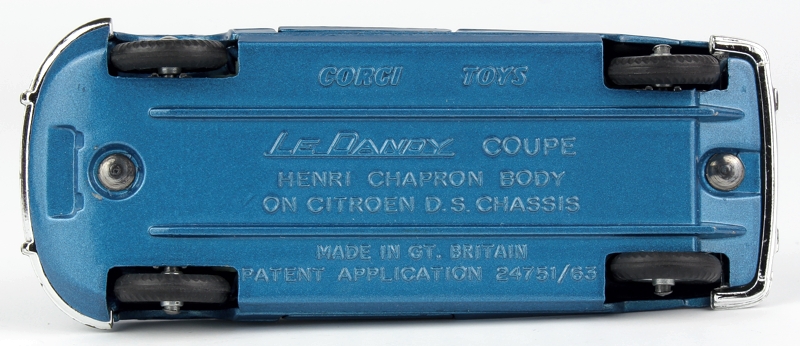 CORGI TOYS
LE DANDY COUPE
HENRI CHAPRON BODY
ON CITROEN D.S. CHASSIS
MADE IN GT. BRITAIN
PATENT APPLICATION 24751/63